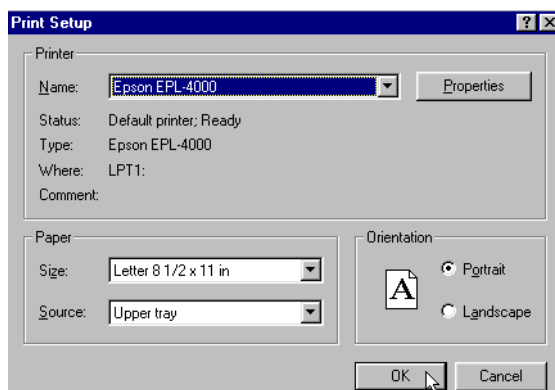 Print Setup
Printer
Name: Epson EPL-4000 Properties
Status: Default printer; Ready
Type: Epson EPL-4000
Where: LPT1:
Comment:
Paper
Size: Letter 8 1/2 x 11 in
Source: Upper tray
Orientation
A
Portrait
Landscape
OK Cancel